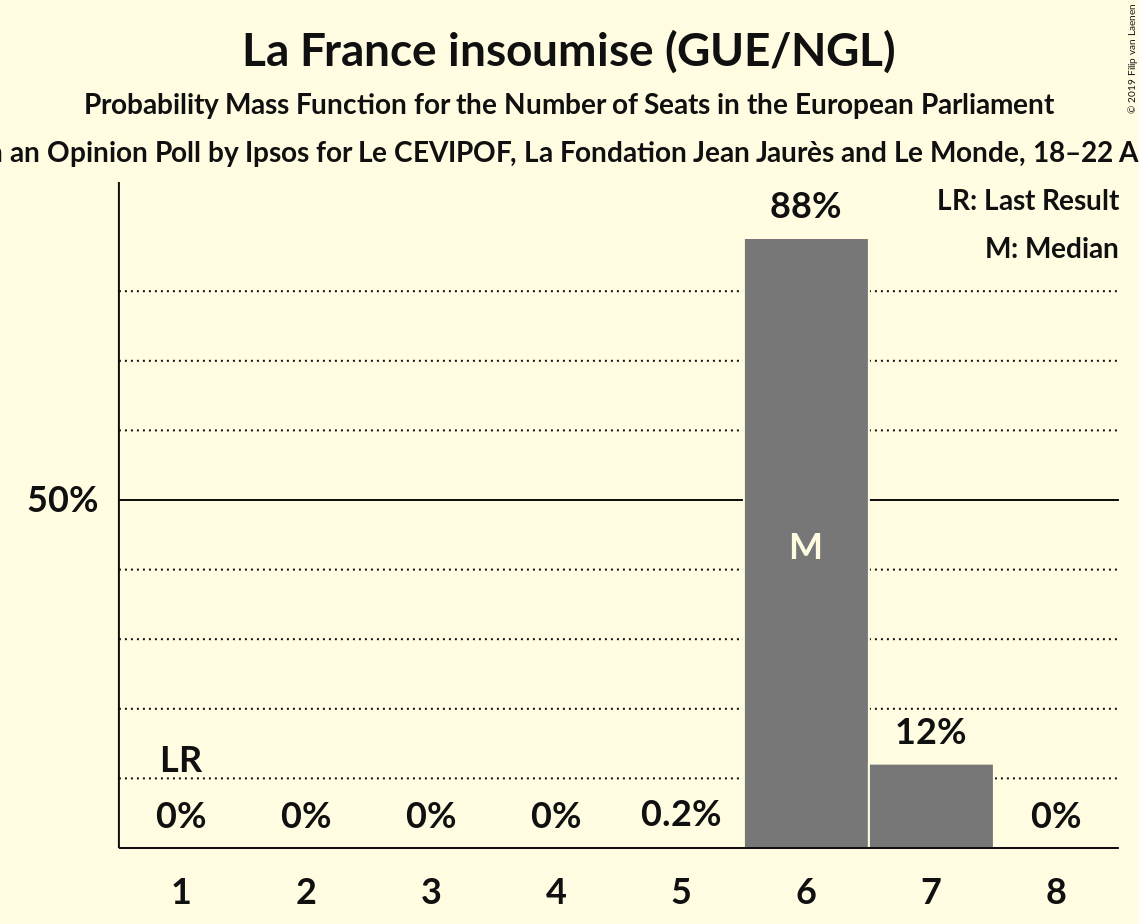 La France insoumise (GUE/NGL)
Probability Mass Function for the Number of Seats in the European Parliament
an Opinion Poll by Ipsos for Le CEVIPOF, La Fondation Jean Jaurès and Le Monde, 18–22 A
© 2019 Filip van Laenen
LR: Last Result
M: Median
88%
50%
M
12%
LR
0% 0% 0% 0% 0.2% 0%
1 2 3 4 5 6 7 8